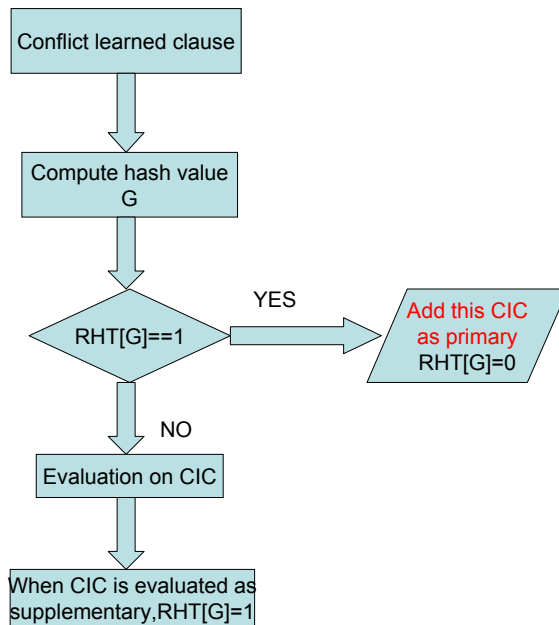 Conflict learned clause
Compute hash value
G
RHT[G]==1
YES
Add this CIC
as primary
RHT[G]=0
NO
Evaluation on CIC
When CIC is evaluated as
supplementary,RHT[G]=1